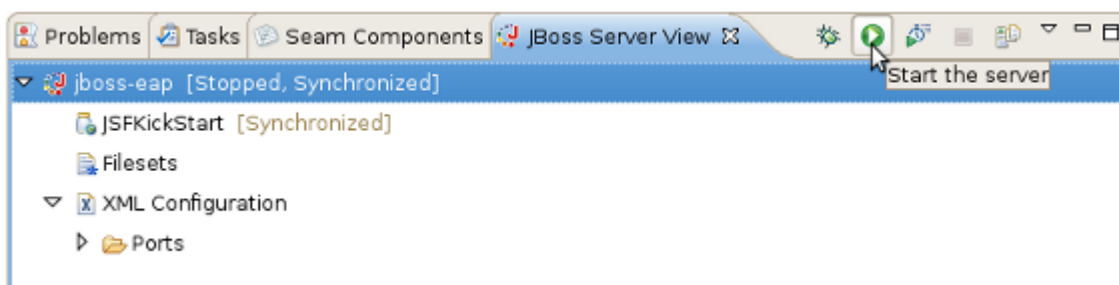 Problems Tasks Seam Components JBoss Server View
Start the server
jboss-eap [Stopped, Synchronized]
JSFKickStart [Synchronized]
Filesets
XML Configuration
Ports